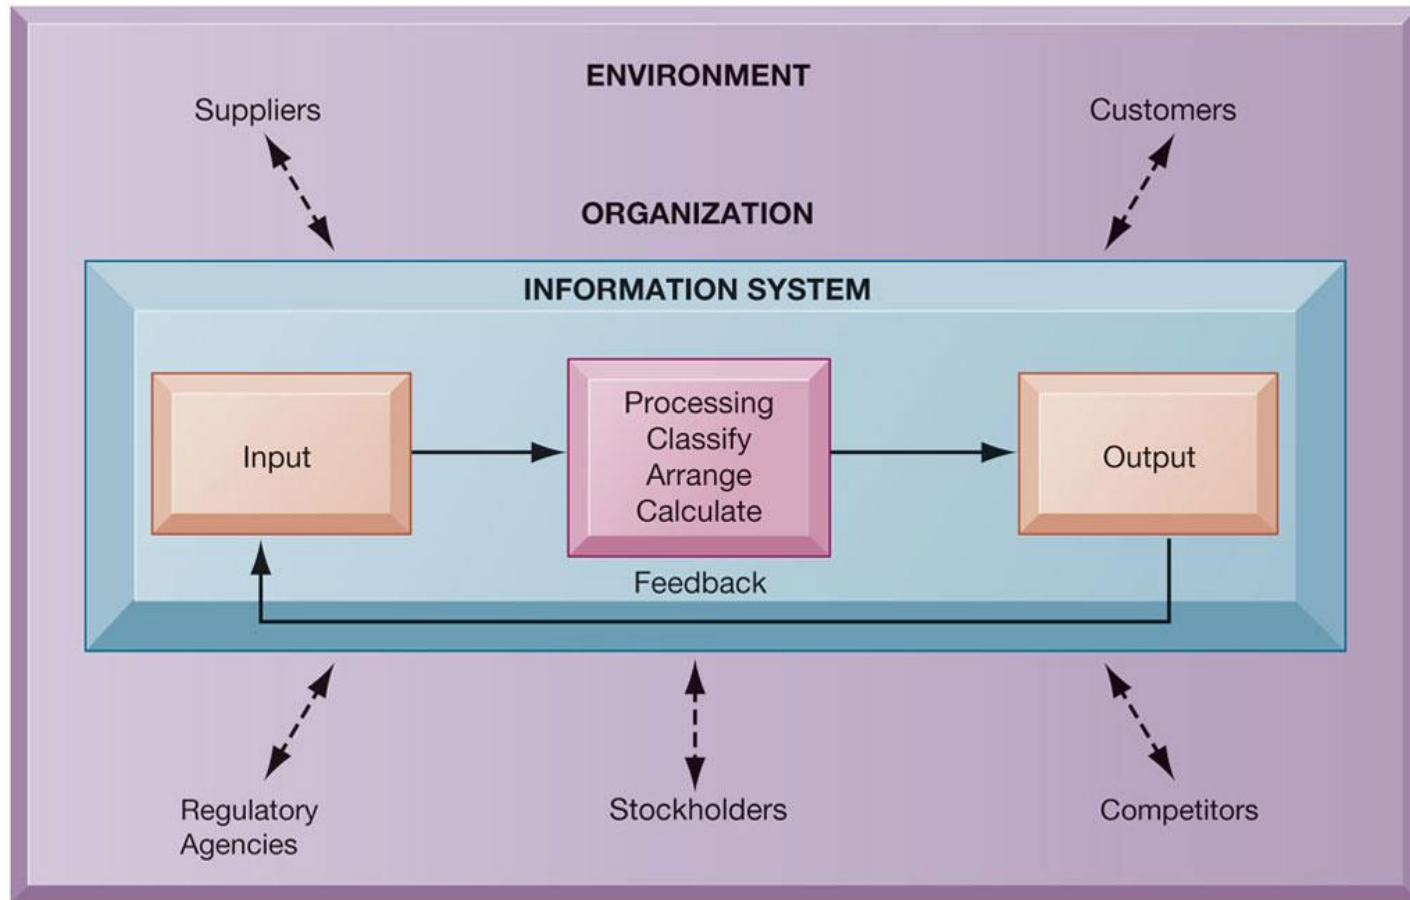 ENVIRONMENT
Suppliers
Customers
ORGANIZATION
INFORMATION SYSTEM
Input
Processing
Classify
Arrange
Calculate
Output
Feedback
Regulatory
Agencies
Stockholders
Competitors